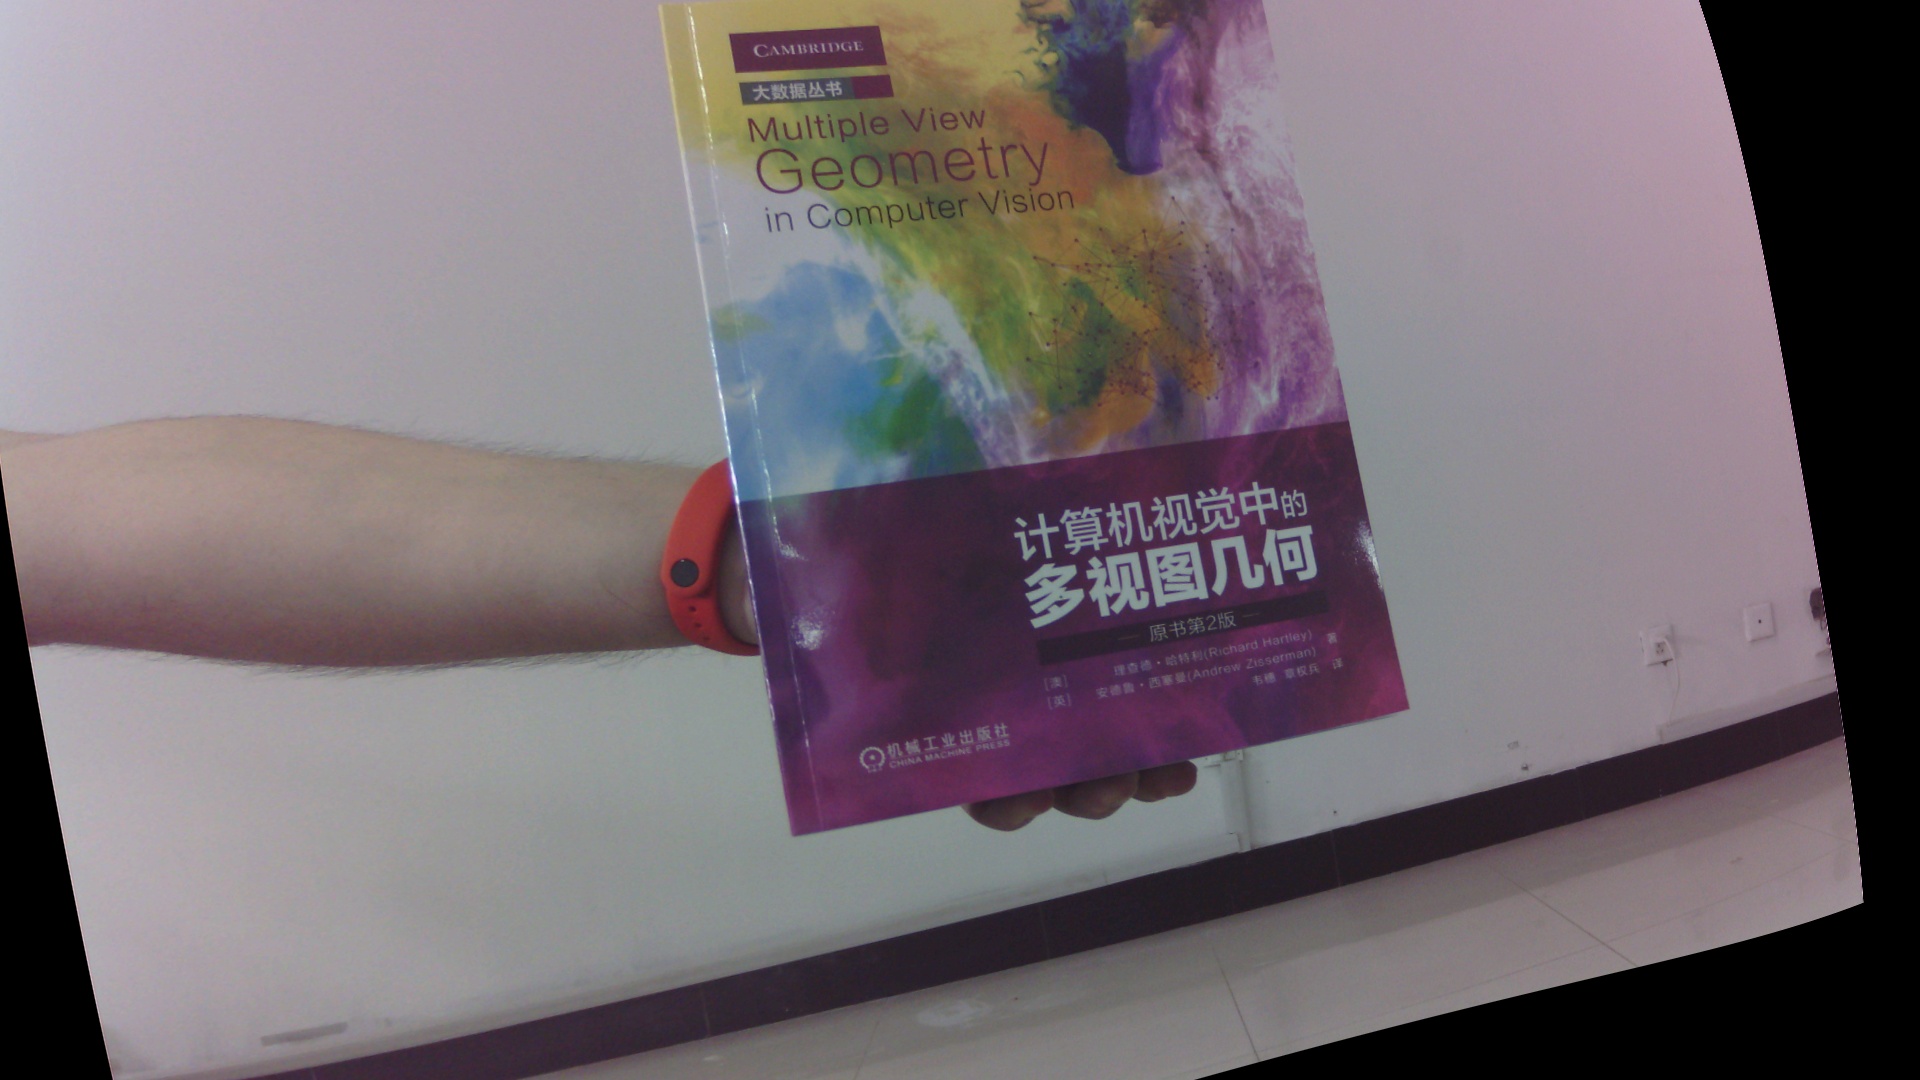 CAMBRIDGE
大数据丛书
Multiple View
Geometry
in Computer Vision
计算机视觉中的
多视图几何
原书第2版
[澳] 理查德·哈特利(Richard Hartley) 著
[英] 安德鲁·西塞曼(Andrew Zisserman)
韦穗 章权兵 译
机械工业出版社
CHINA MACHINE PRESS